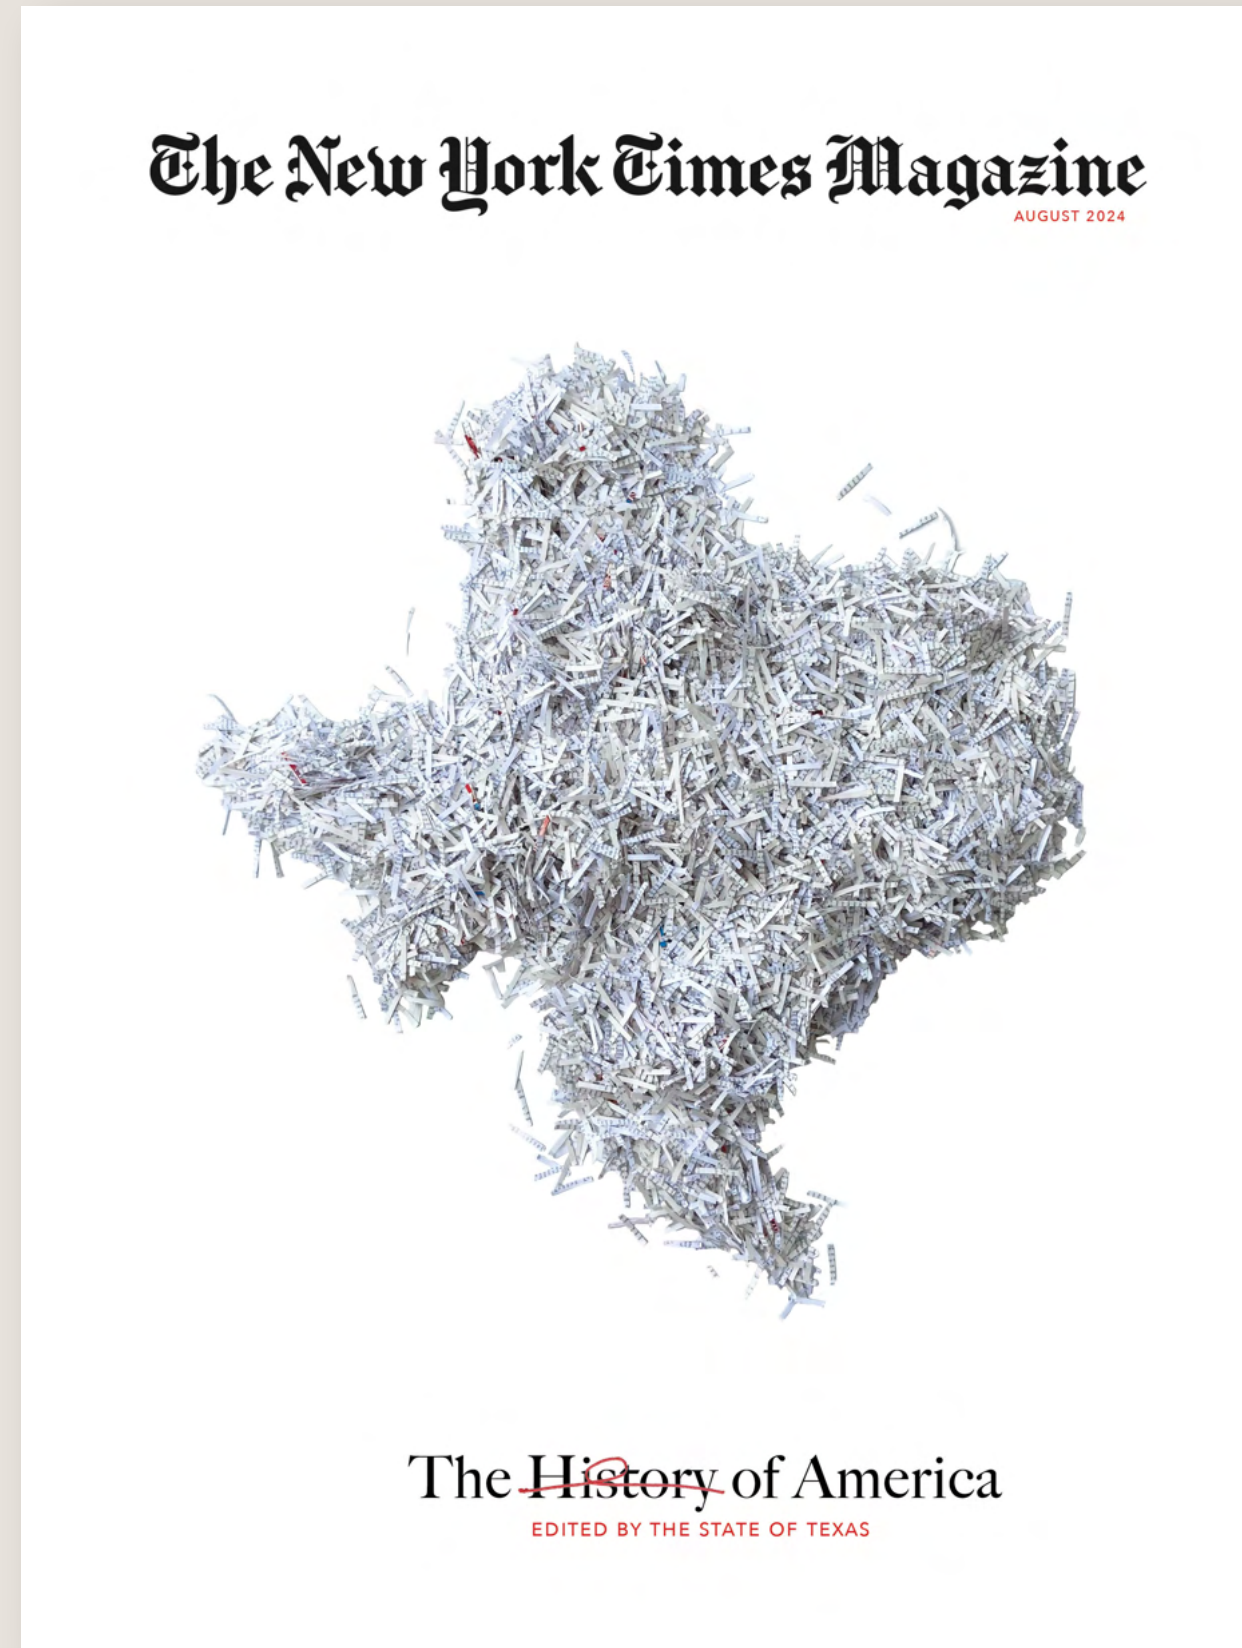 The New York Times Magazine
AUGUST 2024
The History of America
EDITED BY THE STATE OF TEXAS